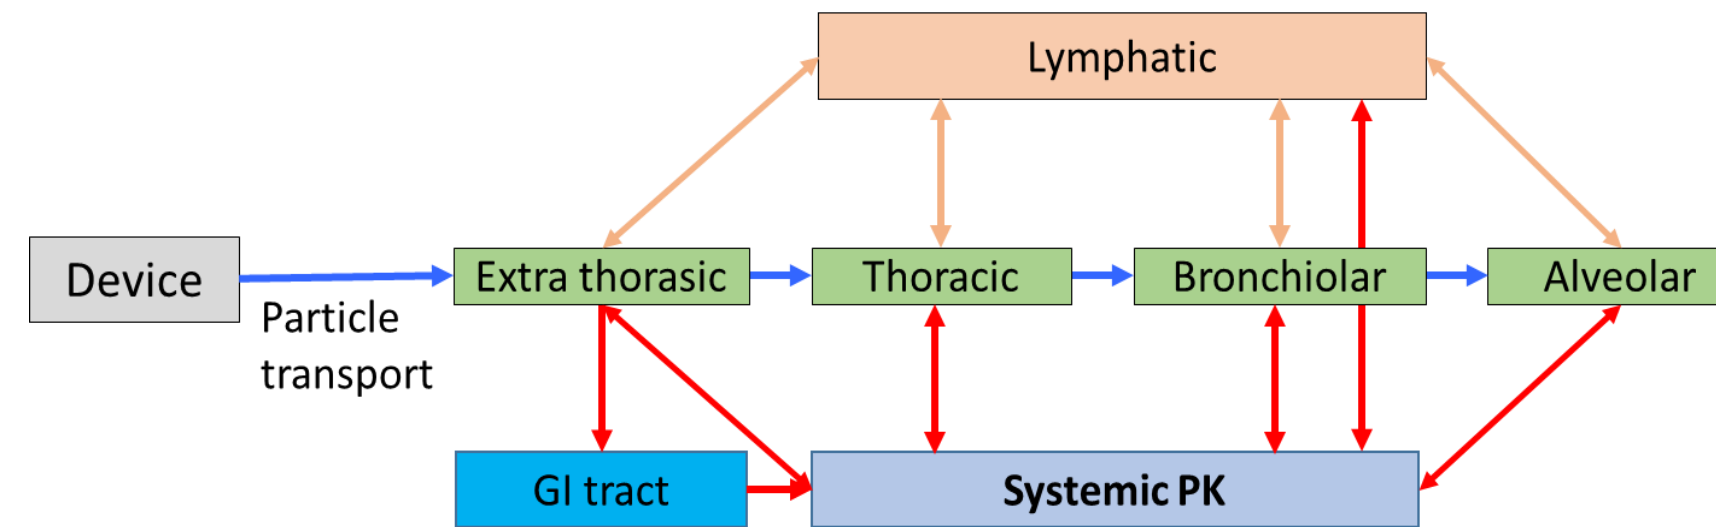 Lymphatic
Device
Extra thorasic
Thoracic
Bronchiolar
Alveolar
Particle
transport
GI tract
Systemic PK